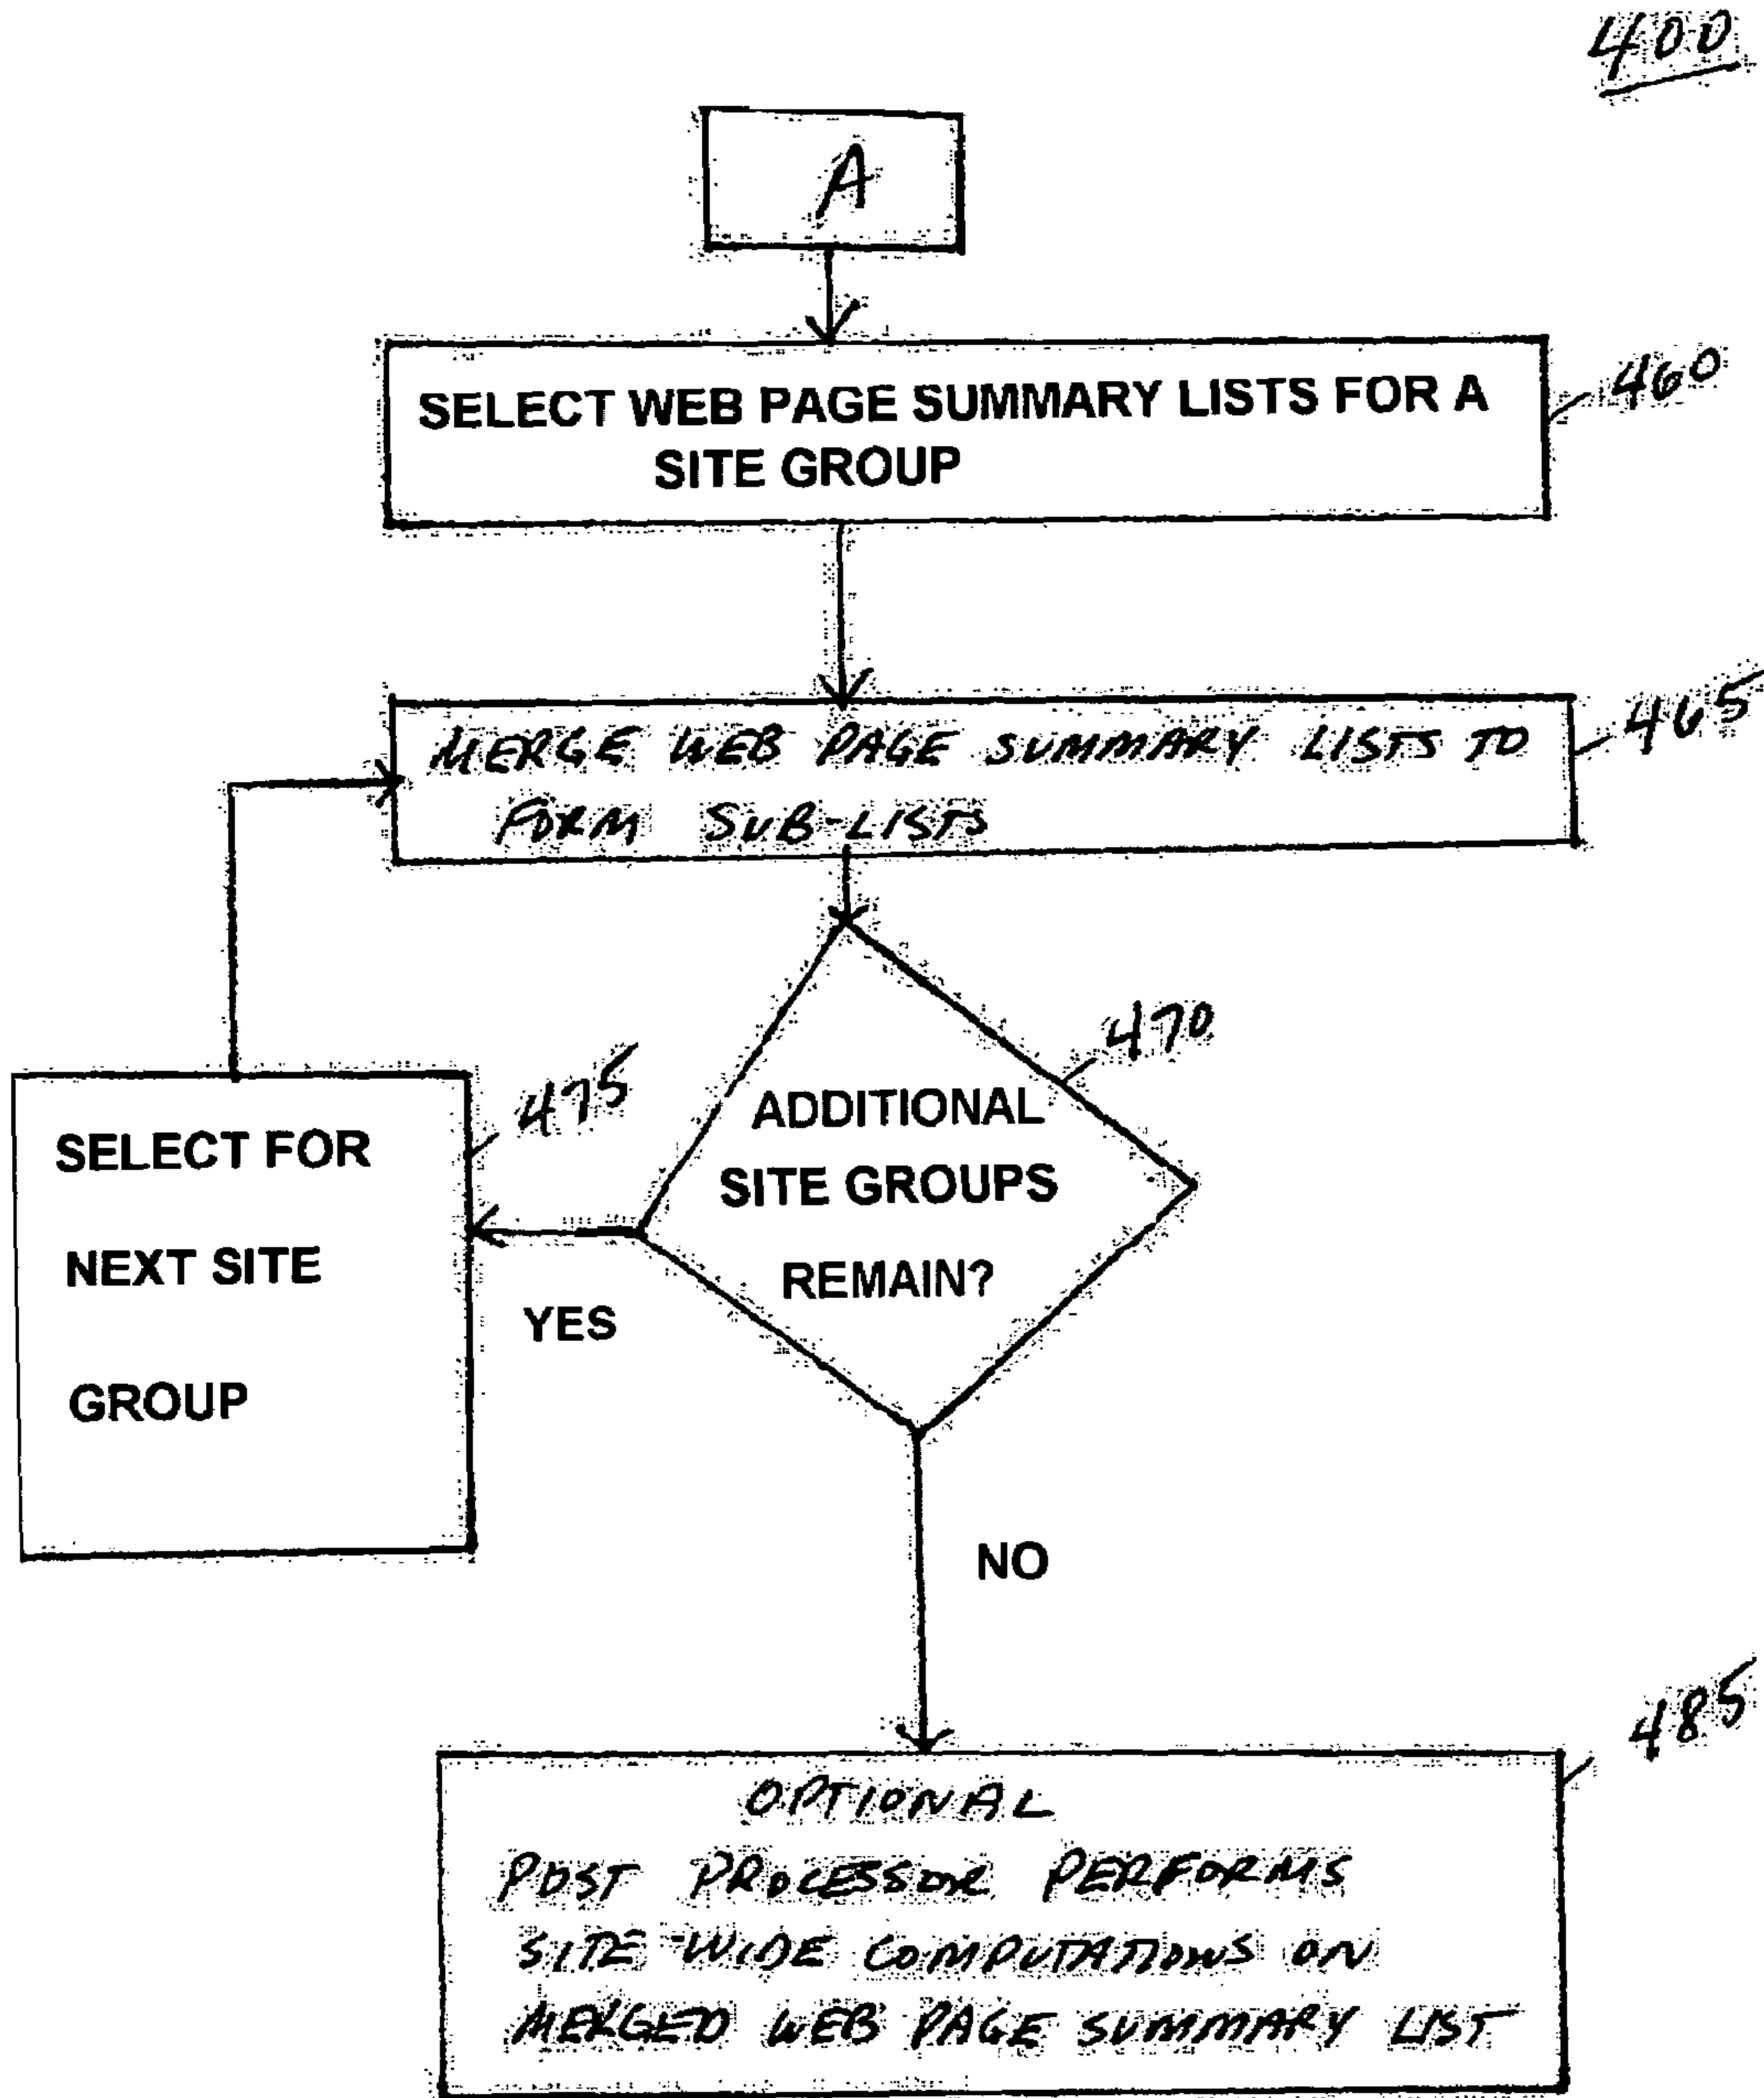 400
A
SELECT WEB PAGE SUMMARY LISTS FOR A
SITE GROUP
460
MERGE WEB PAGE SUMMARY LISTS TO
FORM SUB-LISTS
465
470
ADDITIONAL
SITE GROUPS
REMAIN?
475
SELECT FOR
NEXT SITE
GROUP
YES
NO
485
OPTIONAL
POST PROCESSOR PERFORMS
SITE-WIDE COMPUTATIONS ON
MERGED WEB PAGE SUMMARY LIST